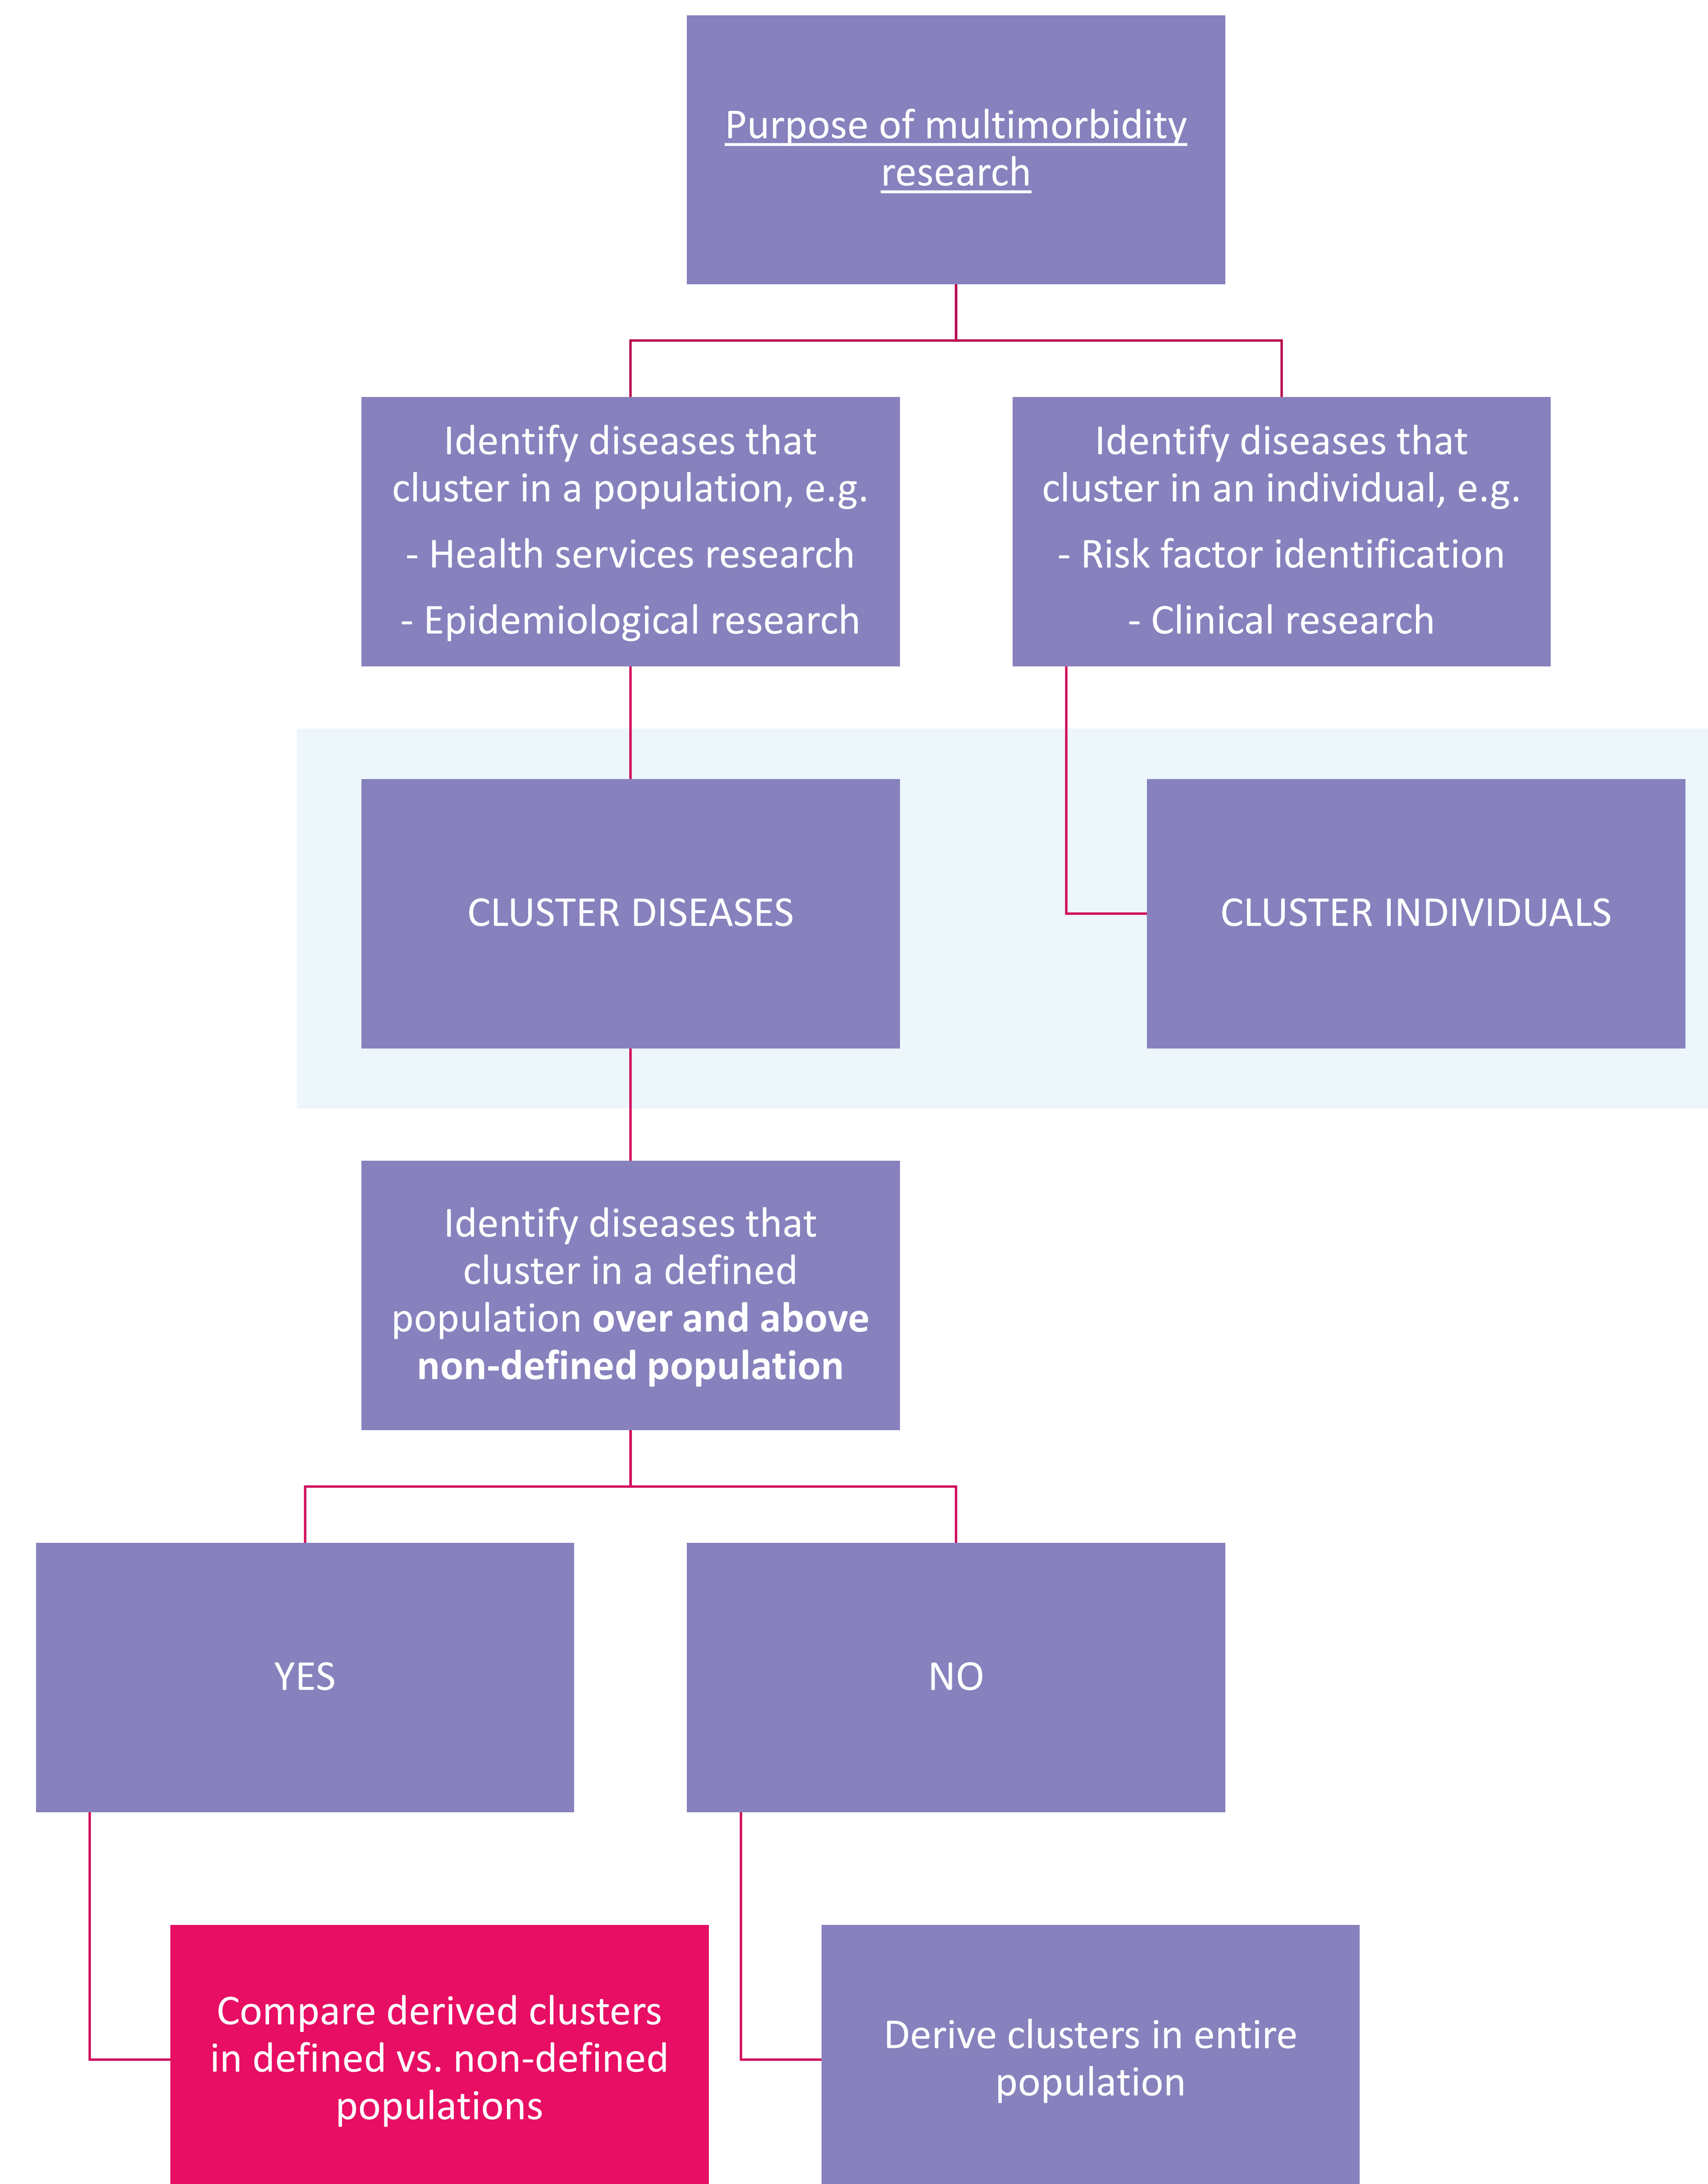 Purpose of multimorbidity
research
Identify diseases that
cluster in a population, e.g.
- Health services research
- Epidemiological research
Identify diseases that
cluster in an individual, e.g.
- Risk factor identification
- Clinical research
CLUSTER DISEASES
CLUSTER INDIVIDUALS
Identify diseases that
cluster in a defined
population over and above
non-defined population
YES
NO
Compare derived clusters
in defined vs. non-defined
populations
Derive clusters in entire
population